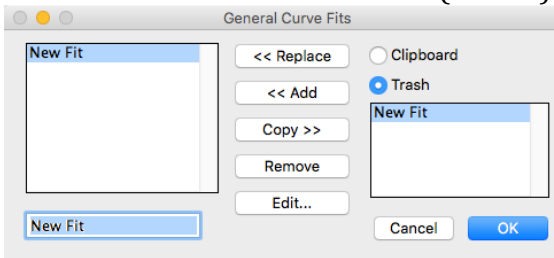 General Curve Fits
New Fit
<< Replace
<< Add
Copy >>
Remove
Edit...
New Fit
Clipboard
Trash
New Fit
Cancel
OK